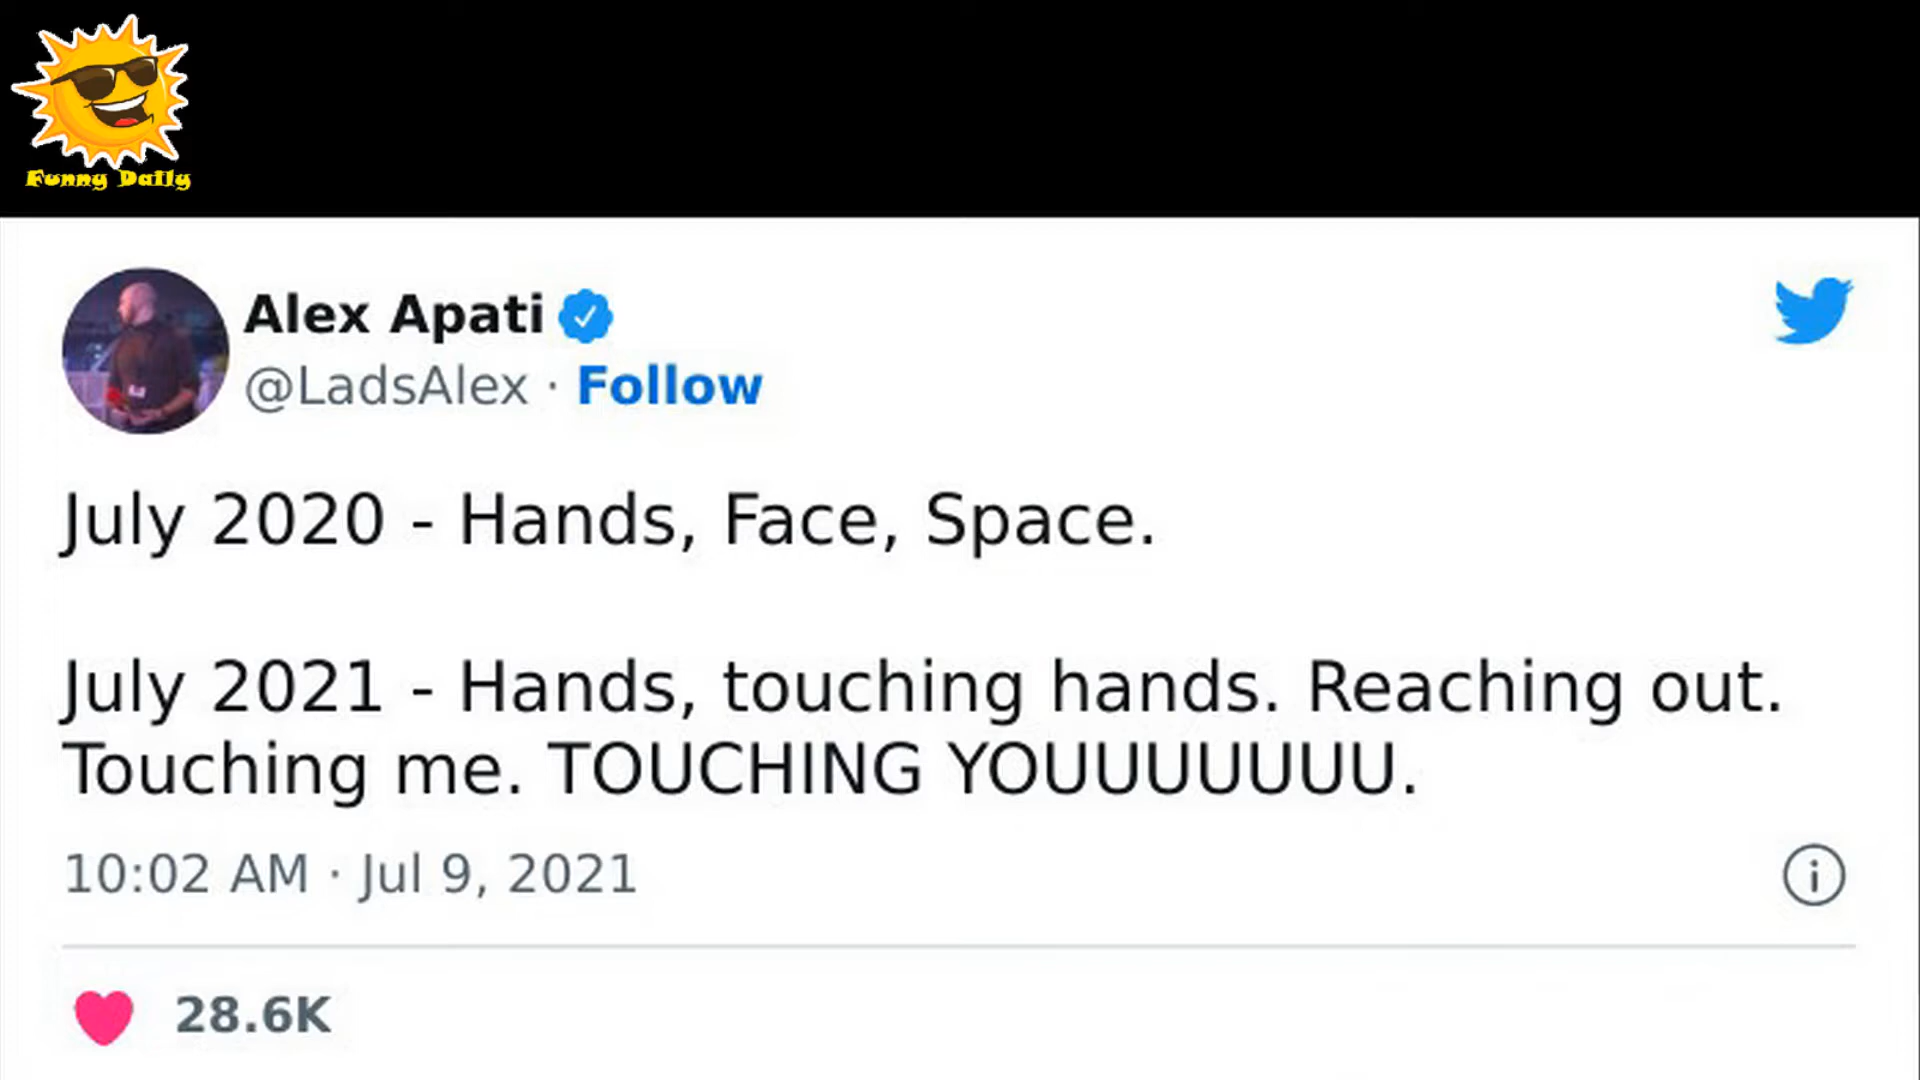 Funny Daily
Alex Apati
@LadsAlex · Follow
July 2020 - Hands, Face, Space.
July 2021 - Hands, touching hands. Reaching out.
Touching me. TOUCHING YOUUUUUUU.
10:02 AM · Jul 9, 2021
28.6K